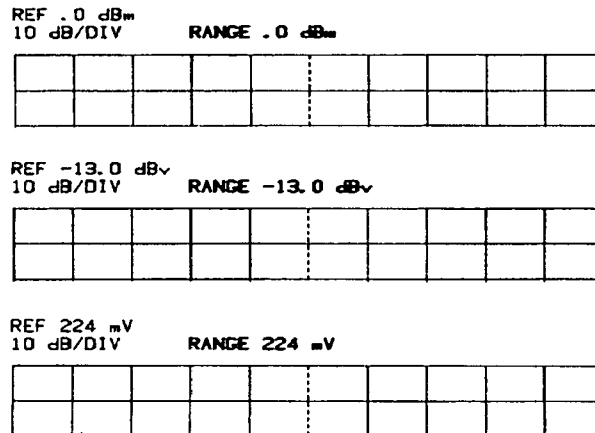 REF .0 dBm
10 dB/DIV RANGE .0 dBm
REF -13.0 dBv
10 dB/DIV RANGE -13.0 dBv
REF 224 mV
10 dB/DIV RANGE 224 mV